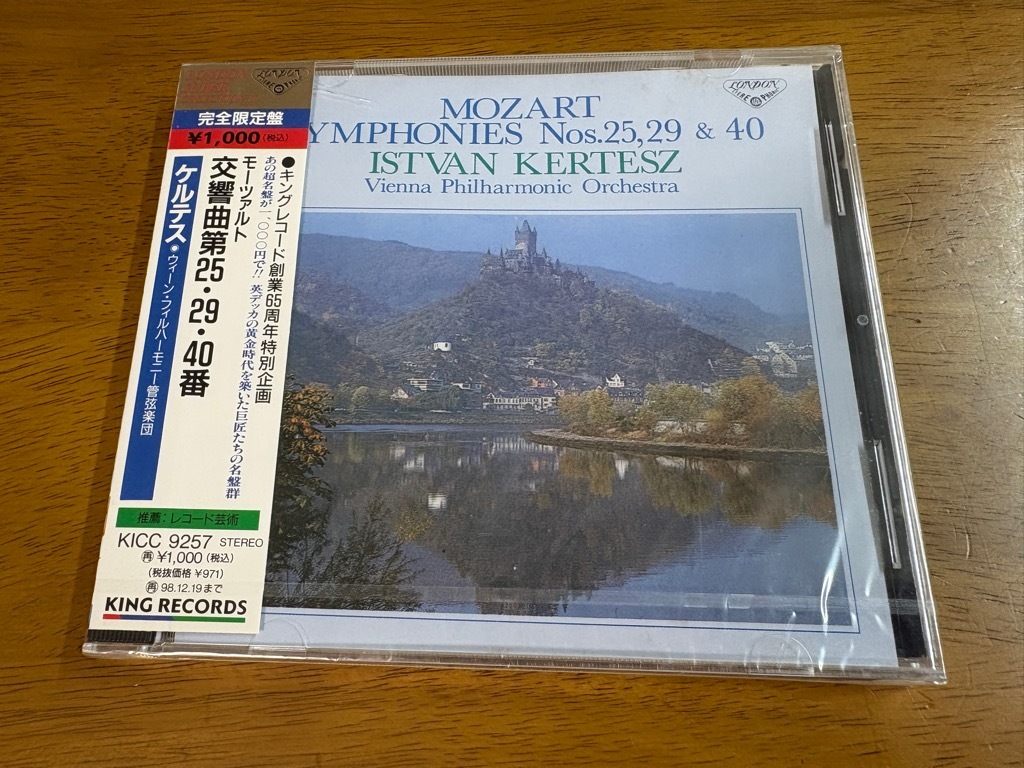 LONDON
完全限定盤
¥1,000(税込)
●キングレコード創業65周年特別企画
あの超名盤が一、〇〇〇円で!! 英デッカの黄金時代を築いた巨匠たちの名盤群
モーツァルト
交響曲第25・29・40番
ケルテス●ウィーン・フィルハーモニー管弦楽団
推薦:レコード芸術
KICC 9257 STEREO
再 ¥1,000(税込)
(税抜価格 ¥971)
再 98.12.19まで
KING RECORDS
LONDON
MOZART
YMPHONIES Nos.25,29 & 40
ISTVAN KERTESZ
Vienna Philharmonic Orchestra